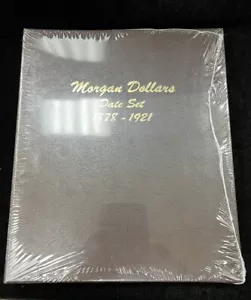 Morgan Dollars
Date Set
1878 - 1921